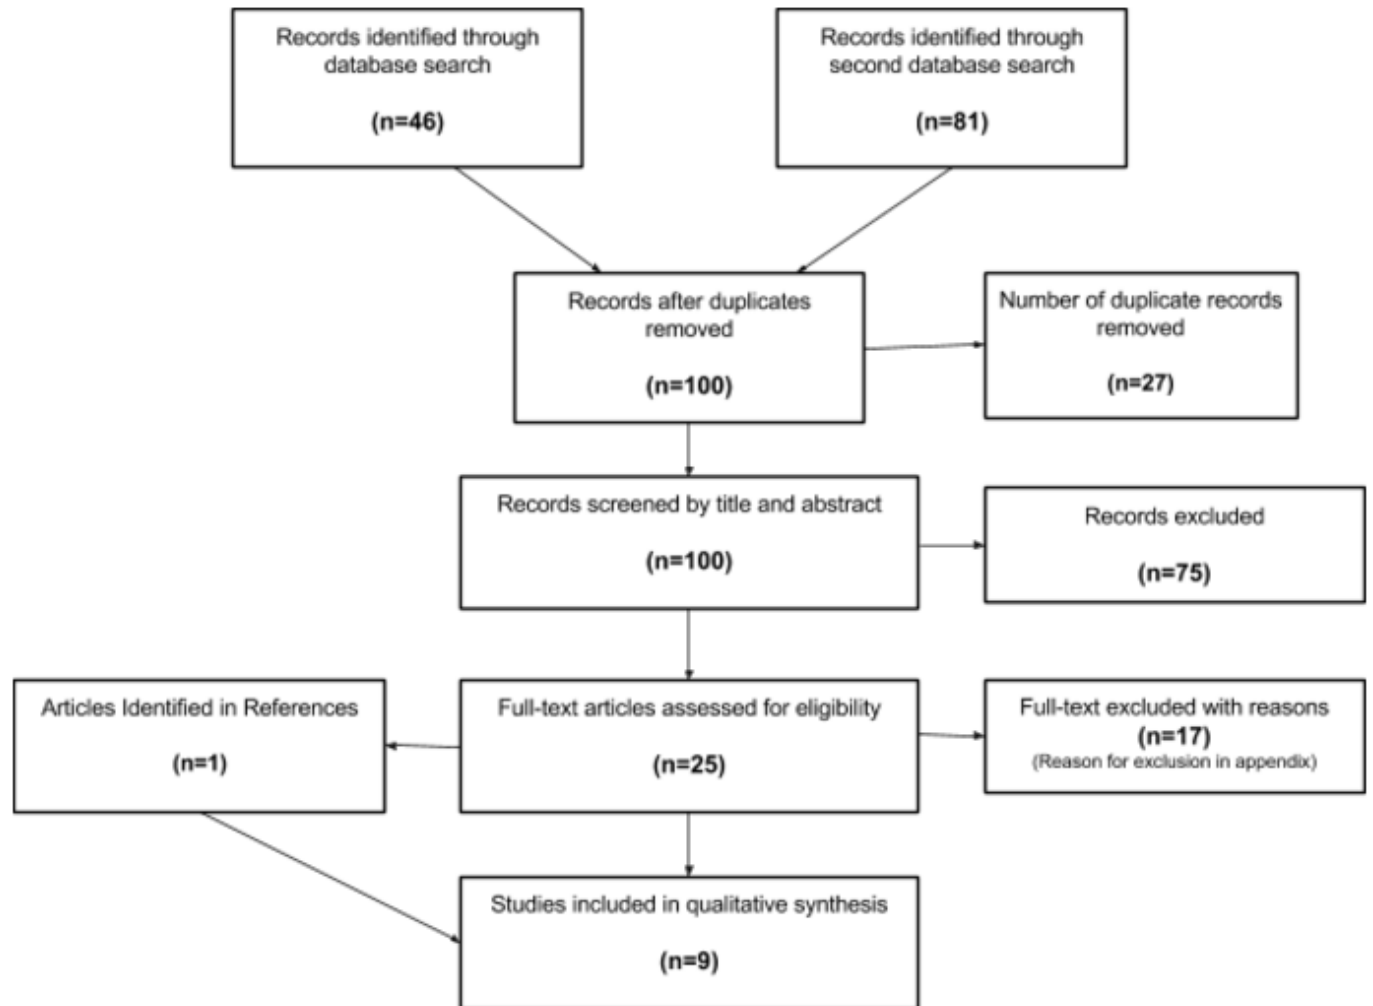 Records identified through
database search
(n=46)
Records identified through
second database search
(n=81)
Records after duplicates
removed
(n=100)
Number of duplicate records
removed
(n=27)
Records screened by title and abstract
(n=100)
Records excluded
(n=75)
Articles Identified in References
(n=1)
Full-text articles assessed for eligibility
(n=25)
Full-text excluded with reasons
(n=17)
(Reason for exclusion in appendix)
Studies included in qualitative synthesis
(n=9)